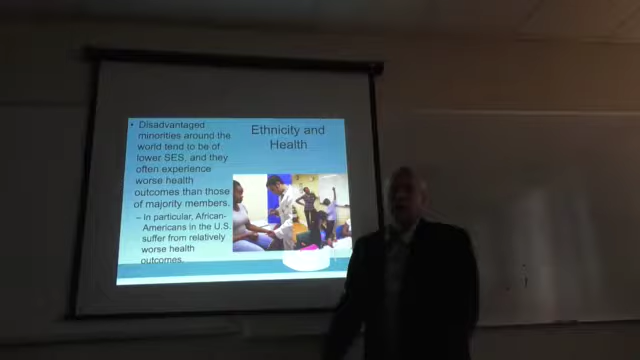 • Disadvantaged
minorities around the
world tend to be of
lower SES, and they
often experience
worse health
outcomes than those
of majority members.
– In particular, African-
Americans in the U.S.
suffer from relatively
worse health
outcomes.
Ethnicity and
Health